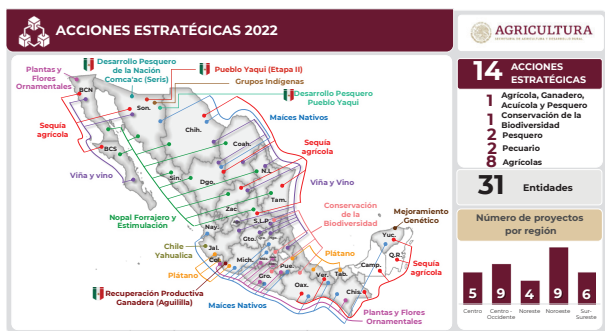 ACCIONES ESTRATÉGICAS 2022
AGRICULTURA
SECRETARÍA DE AGRICULTURA Y DESARROLLO RURAL
Plantas y
Flores
Ornamentales
Desarrollo Pesquero
de la Nación
Comca'ac (Seris)
Pueblo Yaqui (Etapa II)
Grupos Indígenas
Desarrollo Pesquero
Pueblo Yaqui
Maíces Nativos
Sequía
agrícola
Sequía
agrícola
Viña y vino
Viña y Vino
Nopal Forrajero y
Estimulación
Conservación
de la
Biodiversidad
Mejoramiento
Genético
Chile
Yahualica
Plátano
Plátano
Sequía
agrícola
Recuperación Productiva
Ganadera (Aguililla)
Maíces Nativos
Plantas y Flores
Ornamentales
BCN
Son.
Chih.
Coah.
BCS
Sin.
Dgo.
N.L.
Tam.
Zac.
S.L.P.
Nay.
Jal.
Gto.
Col.
Mich.
Gro.
Pue.
Ver.
Tab.
Oax.
Chis.
Camp.
Yuc.
Q.R.
14 ACCIONES
ESTRATÉGICAS
1 Agrícola, Ganadero,
Acuícola y Pesquero
1 Conservación de la
Biodiversidad
2 Pesquero
2 Pecuario
8 Agrícolas
31 Entidades
Número de proyectos
por región
5
9
4
9
6
Centro
Centro -
Occidente
Noreste
Noroeste
Sur-
Sureste